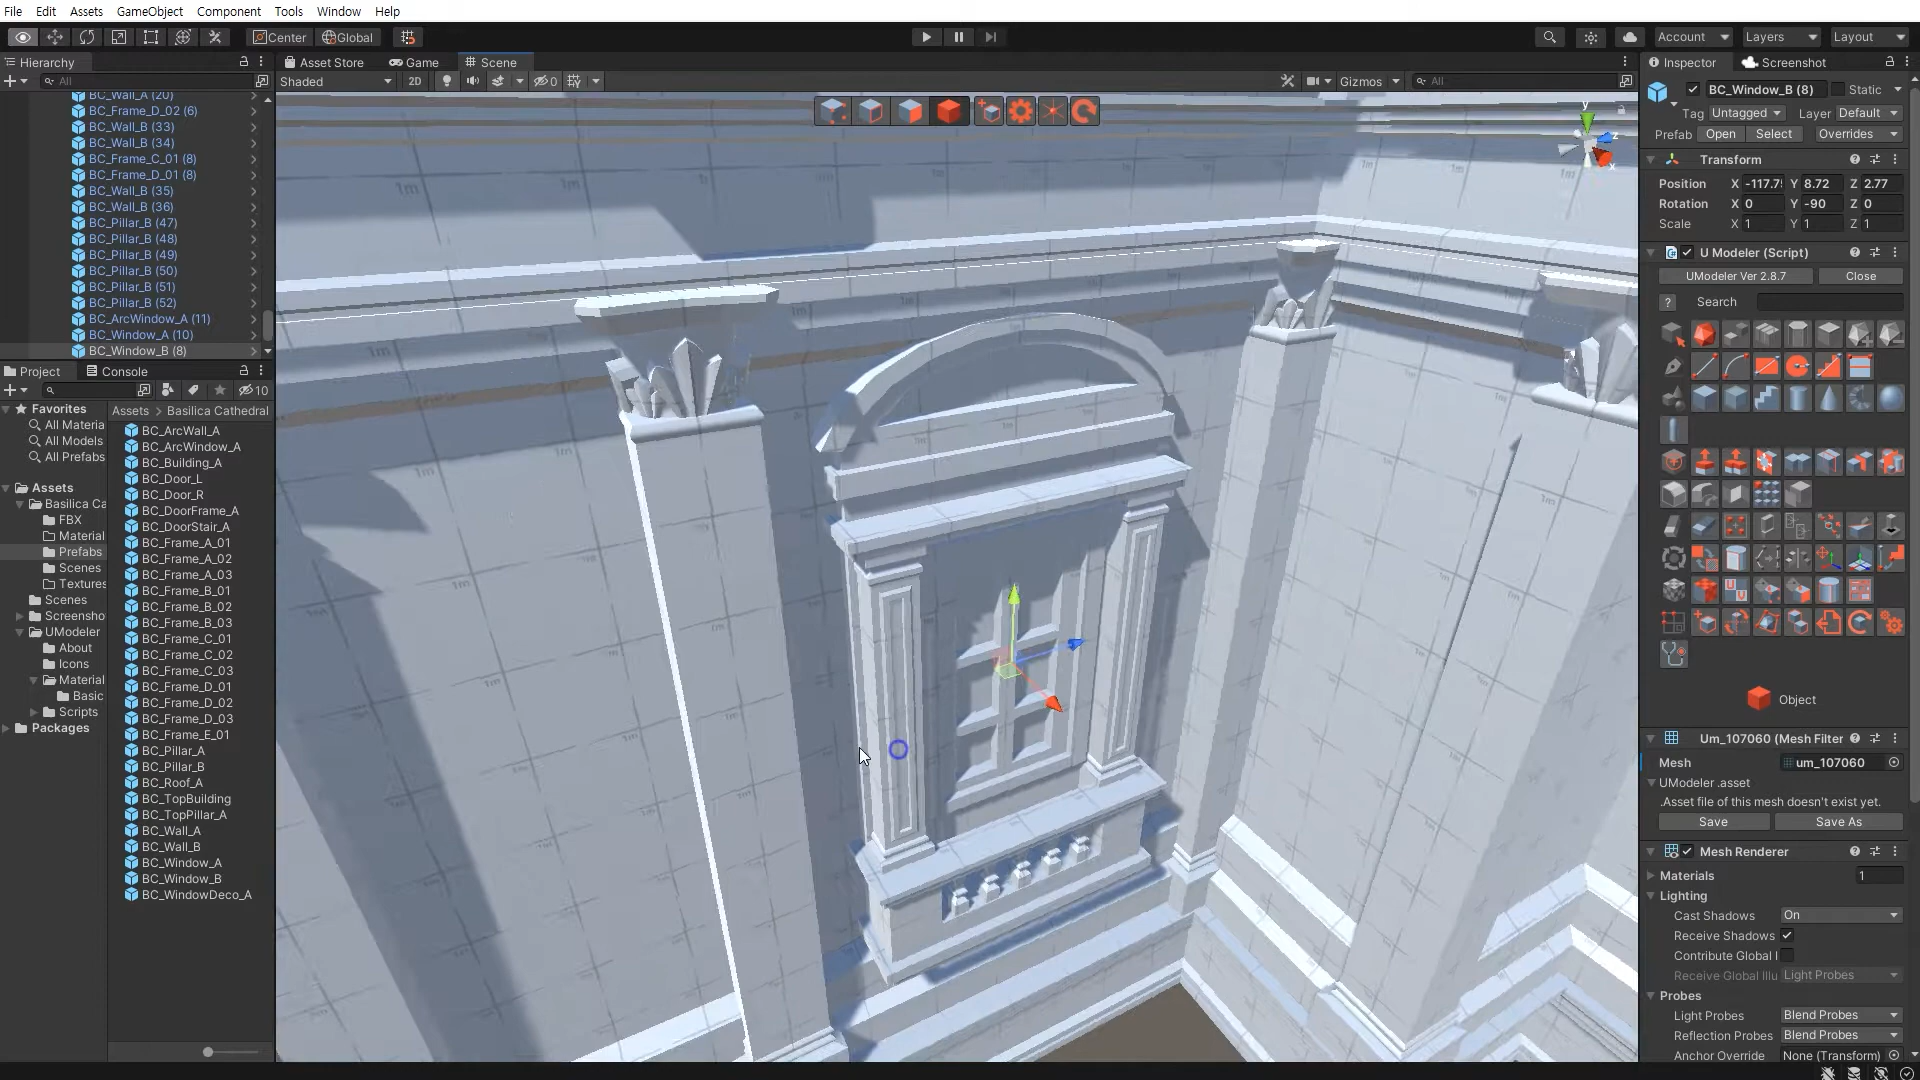 File Edit Assets GameObject Component Tools Window Help
Center Global Account Layers Layout
Hierarchy Asset Store Game Scene Inspector Screenshot
All Shaded 2D 0 Gizmos All
BC_Window_B (8) Static
Tag Untagged Layer Default
Prefab Open Select Overrides
Transform
Position X -117.7 Y 8.72 Z 2.77
Rotation X 0 Y -90 Z 0
Scale X 1 Y 1 Z 1
U Modeler (Script)
UModeler Ver 2.8.7 Close
? Search
Object
Um_107060 (Mesh Filter
Mesh um_107060
UModeler .asset
.Asset file of this mesh doesn't exist yet.
Save Save As
Mesh Renderer
Materials 1
Lighting
Cast Shadows On
Receive Shadows
Contribute Global I
Receive Global Illu Light Probes
Probes
Light Probes Blend Probes
Reflection Probes Blend Probes
Anchor Override None (Transform)
BC_Wall_A (20)
BC_Frame_D_02 (6)
BC_Wall_B (33)
BC_Wall_B (34)
BC_Frame_C_01 (8)
BC_Frame_D_01 (8)
BC_Wall_B (35)
BC_Wall_B (36)
BC_Pillar_B (47)
BC_Pillar_B (48)
BC_Pillar_B (49)
BC_Pillar_B (50)
BC_Pillar_B (51)
BC_Pillar_B (52)
BC_ArcWindow_A (11)
BC_Window_A (10)
BC_Window_B (8)
Project Console
10
Favorites
All Materia
All Models
All Prefabs
Assets
Basilica Ca
FBX
Material
Prefabs
Scenes
Textures
Scenes
Screensho
UModeler
About
Icons
Material
Basic
Scripts
Packages
Assets > Basilica Cathedral
BC_ArcWall_A
BC_ArcWindow_A
BC_Building_A
BC_Door_L
BC_Door_R
BC_DoorFrame_A
BC_DoorStair_A
BC_Frame_A_01
BC_Frame_A_02
BC_Frame_A_03
BC_Frame_B_01
BC_Frame_B_02
BC_Frame_B_03
BC_Frame_C_01
BC_Frame_C_02
BC_Frame_C_03
BC_Frame_D_01
BC_Frame_D_02
BC_Frame_D_03
BC_Frame_E_01
BC_Pillar_A
BC_Pillar_B
BC_Roof_A
BC_TopBuilding
BC_TopPillar_A
BC_Wall_A
BC_Wall_B
BC_Window_A
BC_Window_B
BC_WindowDeco_A
y
z
x
1m
1m
1m
1m
1m
1m